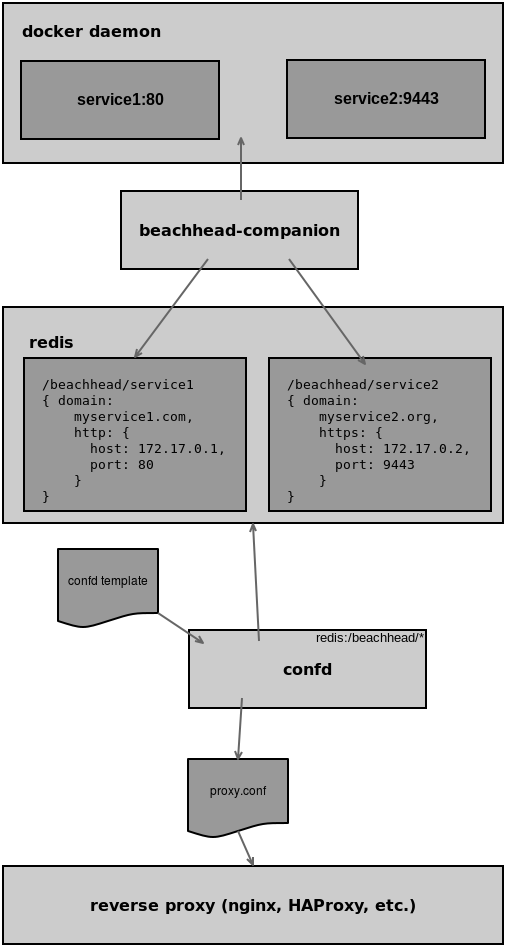 docker daemon
service1:80
service2:9443
beachhead-companion
redis
/beachhead/service1
{ domain:
myservice1.com,
http: {
host: 172.17.0.1,
port: 80
}
}
/beachhead/service2
{ domain:
myservice2.org,
https: {
host: 172.17.0.2,
port: 9443
}
}
confd template
redis:/beachhead/*
confd
proxy.conf
reverse proxy (nginx, HAProxy, etc.)